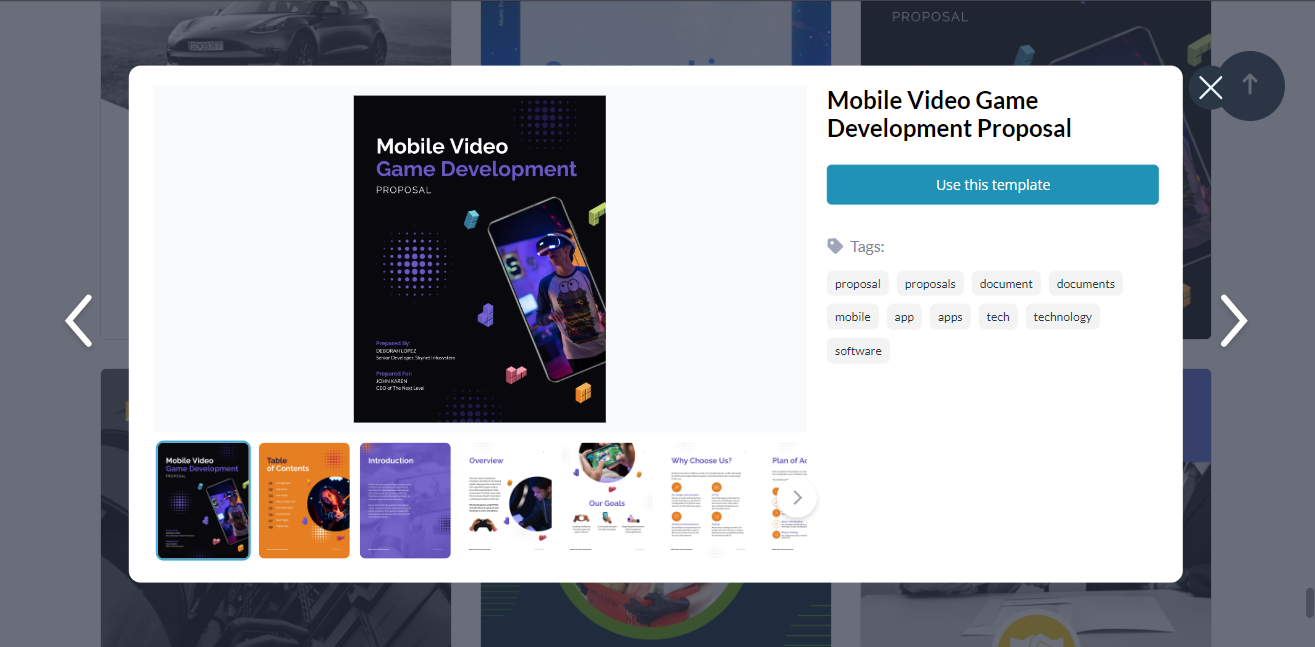 PROPOSAL
Mobile Video
Game Development
PROPOSAL
Prepared By:
DEBORAH LOPEZ
Senior Developer, Skynet Infosystem
Prepared For:
JOHN KAREN
CEO of The Next Level
Mobile Video
Game Development
PROPOSAL
Table
of Contents
Introduction
Overview
Our Goals
Why Choose Us?
Plan of Ac
Mobile Video Game
Development Proposal
Use this template
Tags:
proposal proposals document documents
mobile app apps tech technology
software